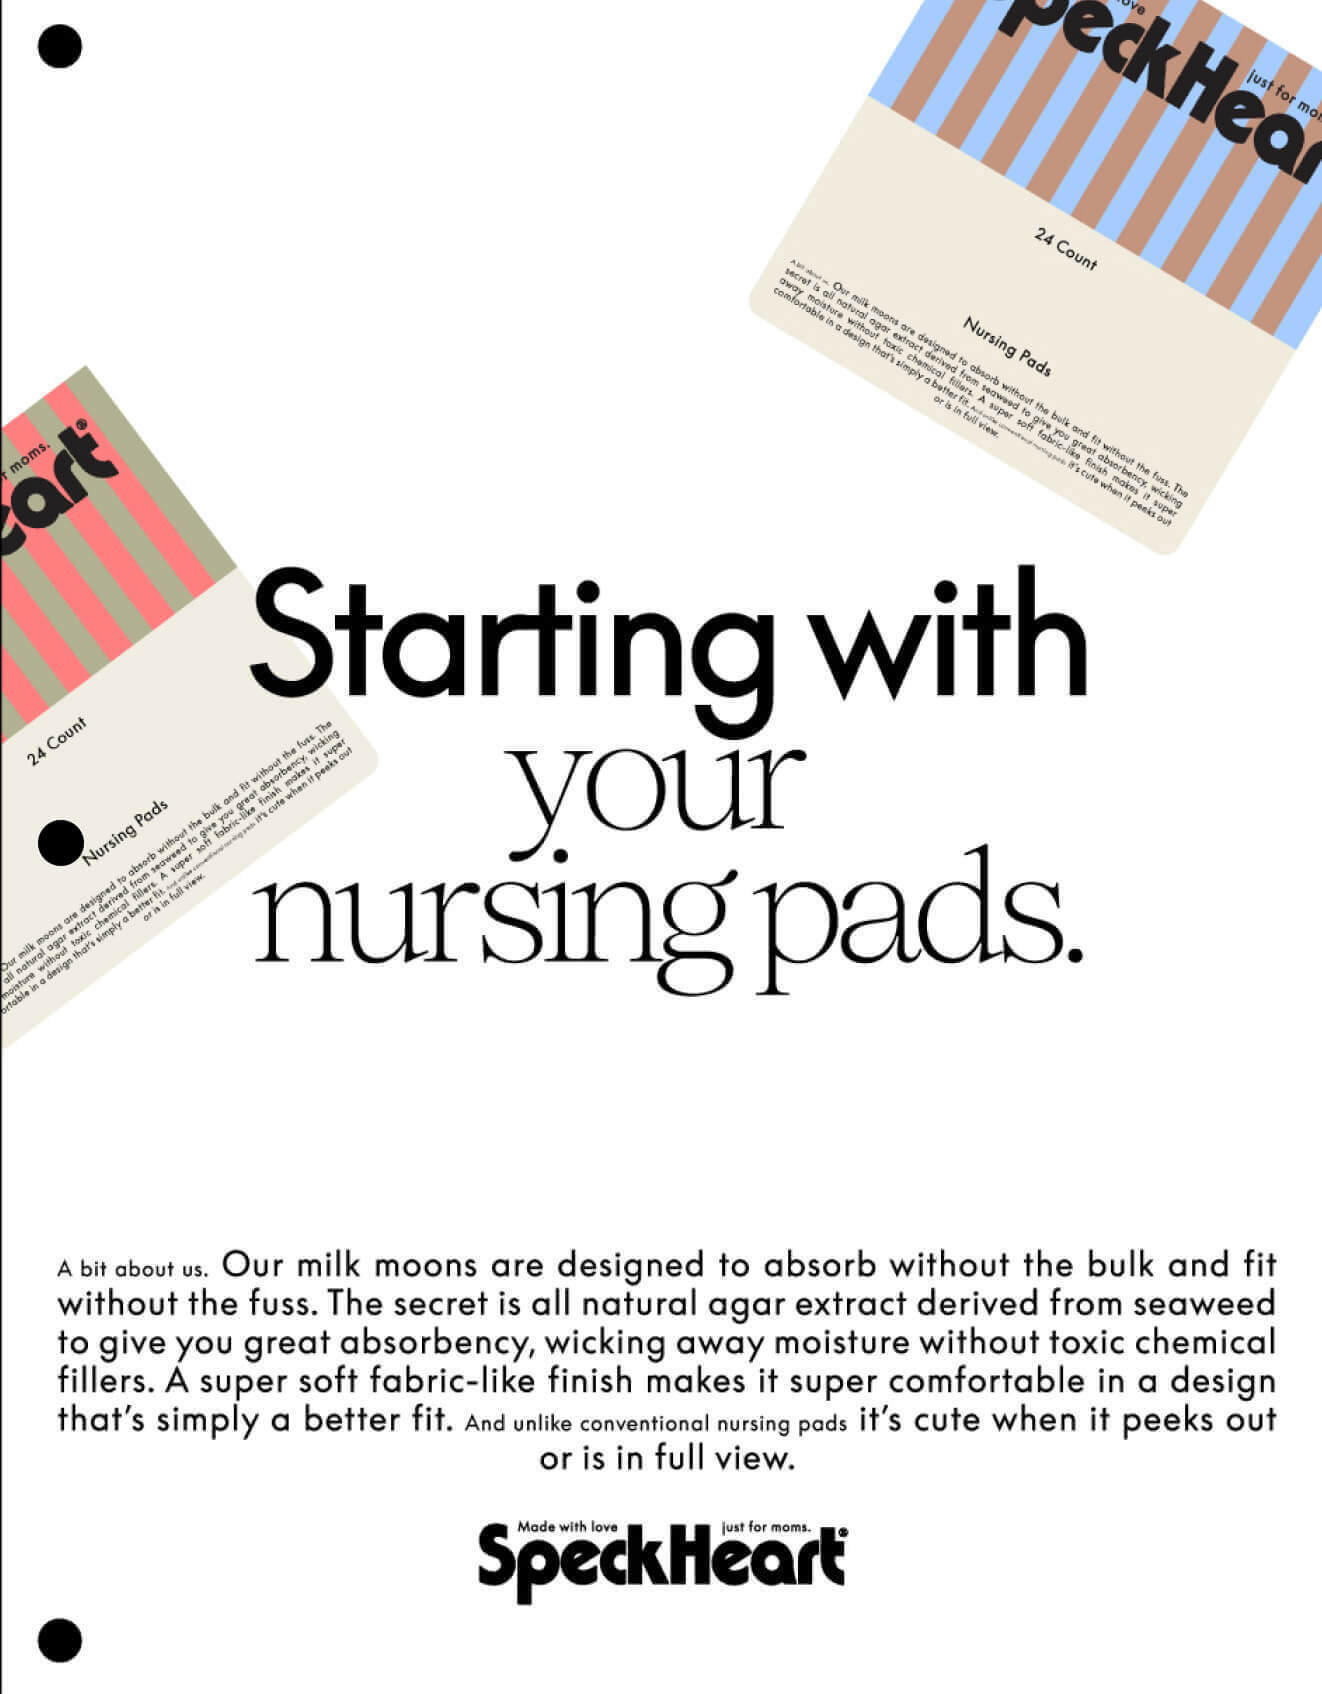 love
SpeckHear
just for mo
24 Count
Nursing Pads
A bit about us. Our milk moons are designed to absorb without the bulk and fit without the fuss. The
secret is all natural agar extract derived from seaweed to give you great absorbency, wicking
away moisture without toxic chemical fillers. A super soft fabric-like finish makes it super
comfortable in a design that's simply a better fit. And unlike conventional nursing pads it's cute when it peeks out
or is in full view.
r moms.
eart®
24 Count
Nursing Pads
Our milk moons are designed to absorb without the bulk and fit without the fuss. The
all natural agar extract derived from seaweed to give you great absorbency, wicking
moisture without toxic chemical fillers. A super soft fabric-like finish makes it super
ortable in a design that's simply a better fit. And unlike conventional nursing pads it's cute when it peeks out
or is in full view.
Starting with
your
nursing pads.
A bit about us. Our milk moons are designed to absorb without the bulk and fit
without the fuss. The secret is all natural agar extract derived from seaweed
to give you great absorbency, wicking away moisture without toxic chemical
fillers. A super soft fabric-like finish makes it super comfortable in a design
that's simply a better fit. And unlike conventional nursing pads it's cute when it peeks out
or is in full view.
Made with love just for moms.
SpeckHeart®